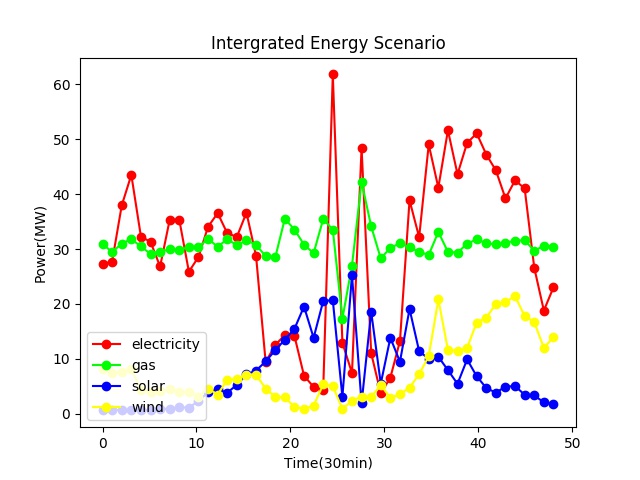 Intergrated Energy Scenario
Power(MW)
60
50
40
30
20
10
0
electricity
gas
solar
wind
0 10 20 30 40 50
Time(30min)